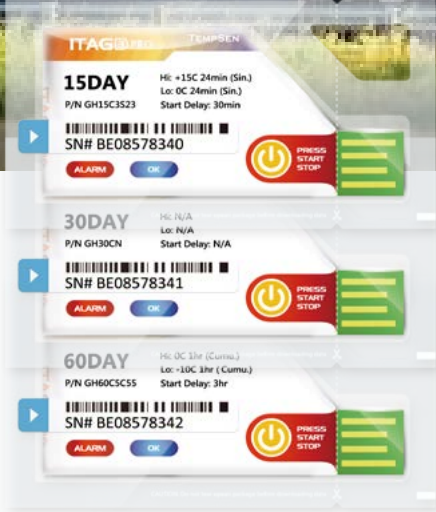 ITAG PRO
TEMPSEN
15DAY
Hi: +15C 24min (Sin.)
Lo: 0C 24min (Sin.)
P/N GH15C3S23
Start Delay: 30min
SN# BE08578340
ALARM
OK
PRESS
START
STOP
30DAY
Hi: N/A
Lo: N/A
P/N GH30CN
Start Delay: N/A
SN# BE08578341
ALARM
OK
PRESS
START
STOP
60DAY
Hi: 0C 1hr (Cumu.)
Lo: -10C 1hr ( Cumu.)
P/N GH60C5C55
Start Delay: 3hr
SN# BE08578342
ALARM
OK
PRESS
START
STOP